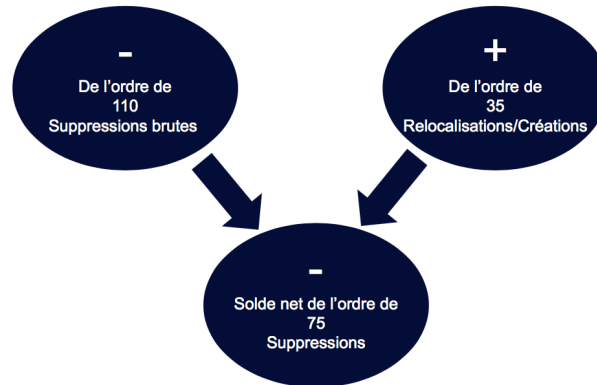 -
De l’ordre de
110
Suppressions brutes
+
De l’ordre de
35
Relocalisations/Créations
-
Solde net de l’ordre de
75
Suppressions